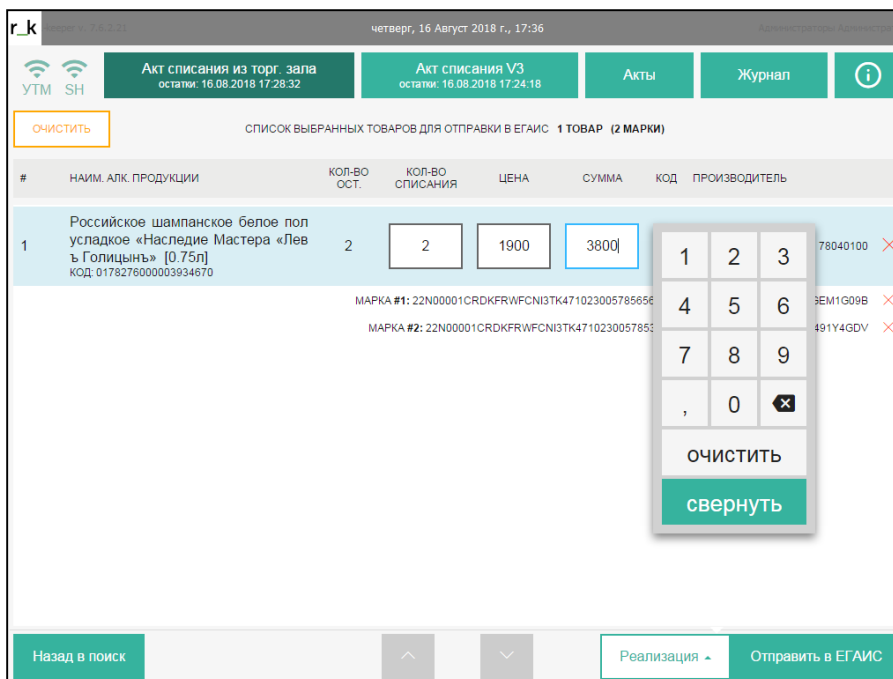 r_k
четверг, 16 Август 2018 г., 17:36
УТМ SH
Акт списания из торг. зала
остатки: 16.08.2018 17:28:32
Акт списания V3
остатки: 16.08.2018 17:24:18
Акты
Журнал
ОЧИСТИТЬ
СПИСОК ВЫБРАННЫХ ТОВАРОВ ДЛЯ ОТПРАВКИ В ЕГАИС 1 ТОВАР (2 МАРКИ)
# НАИМ. АЛК. ПРОДУКЦИИ КОЛ-ВО ОСТ. КОЛ-ВО СПИСАНИЯ ЦЕНА СУММА КОД ПРОИЗВОДИТЕЛЬ
1
Российское шампанское белое пол
усладкое «Наследие Мастера «Лев
ъ Голицынъ» [0.75л]
КОД: 0178276000003934670
2 2 1900 3800 78040100
МАРКА #1: 22N00001CRDKFRWFCNI3TK471023005785656
МАРКА #2: 22N00001CRDKFRWFCNI3TK4710230057853
491Y4GDV
1 2 3
4 5 6
7 8 9
, 0
очистить
свернуть
Назад в поиск
Реализация
Отправить в ЕГАИС